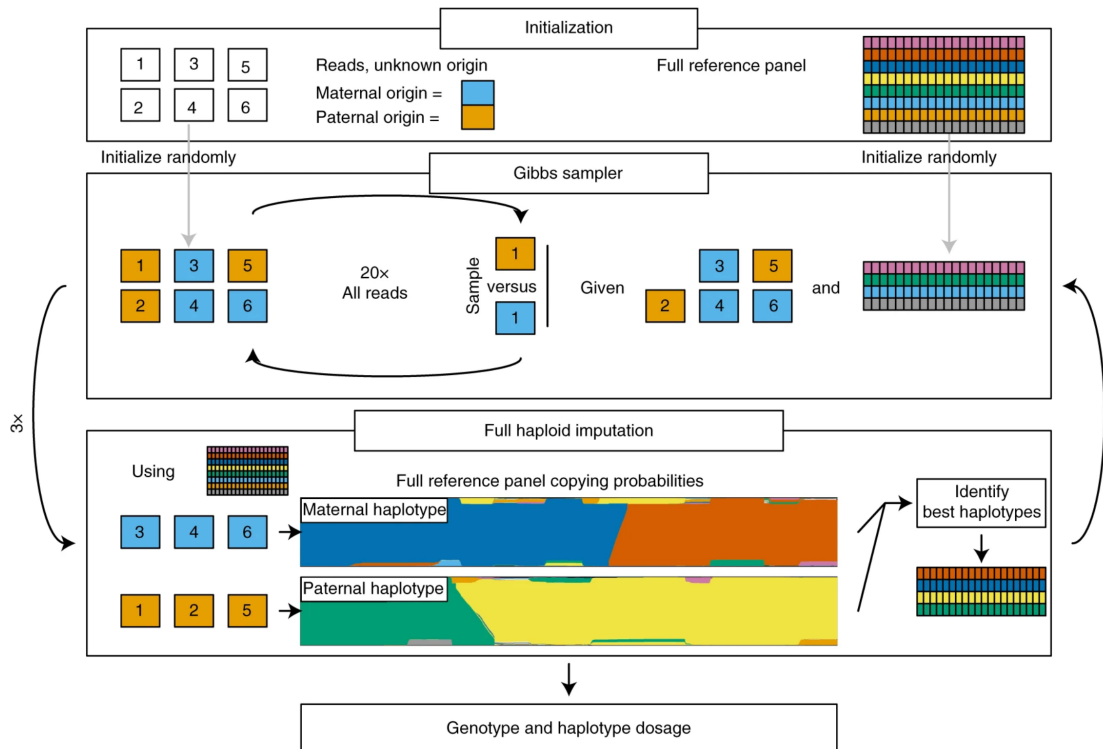 Initialization
1 3 5
2 4 6
Reads, unknown origin
Maternal origin =
Paternal origin =
Full reference panel
Initialize randomly
Initialize randomly
Gibbs sampler
1 3 5
2 4 6
20×
All reads
Sample
1
versus
1
Given
3 5
2 4 6
and
3×
Full haploid imputation
Using
Full reference panel copying probabilities
3 4 6
Maternal haplotype
1 2 5
Paternal haplotype
Identify
best haplotypes
Genotype and haplotype dosage